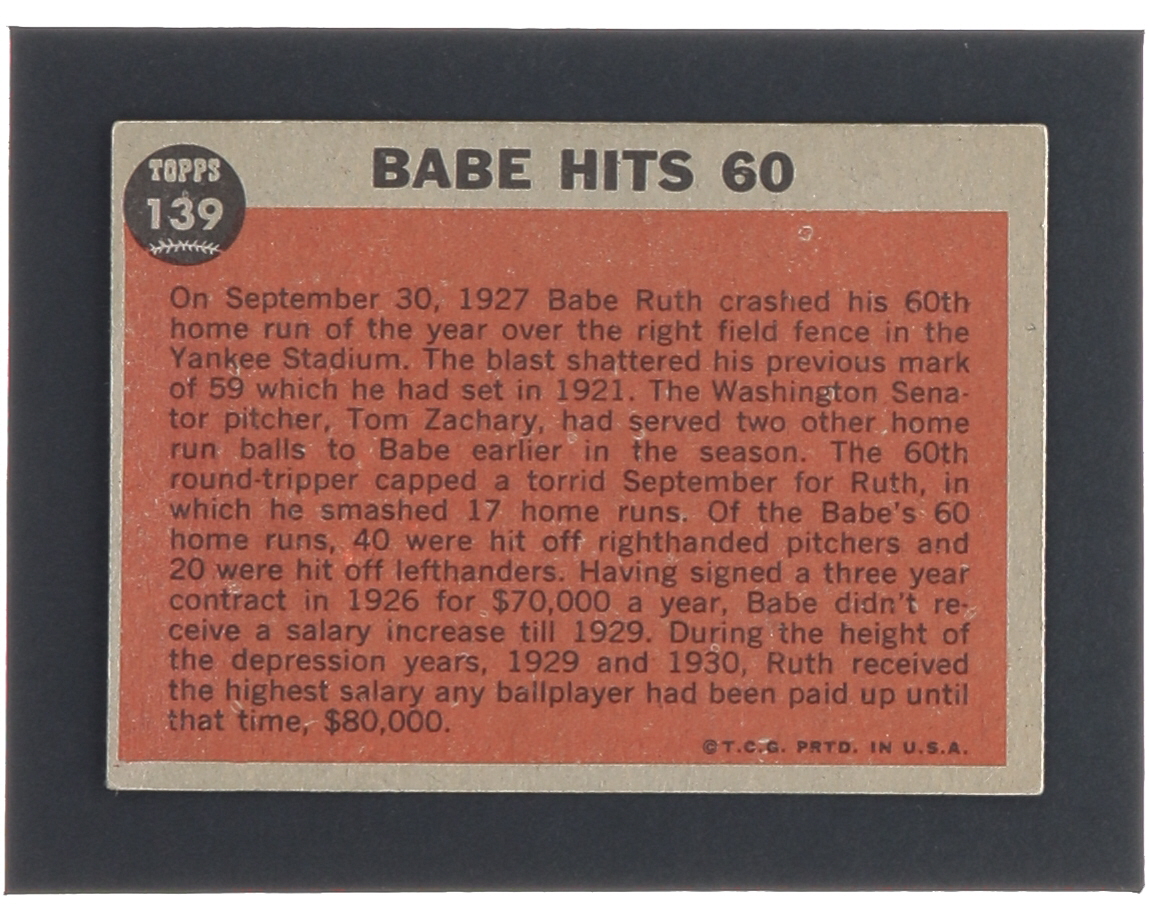 TOPPS
139
BABE HITS 60
On September 30, 1927 Babe Ruth crashed his 60th
home run of the year over the right field fence in the
Yankee Stadium. The blast shattered his previous mark
of 59 which he had set in 1921. The Washington Sena-
tor pitcher, Tom Zachary, had served two other home
run balls to Babe earlier in the season. The 60th
round-tripper capped a torrid September for Ruth, in
which he smashed 17 home runs. Of the Babe's 60
home runs, 40 were hit off righthanded pitchers and
20 were hit off lefthanders. Having signed a three year
contract in 1926 for $70,000 a year, Babe didn't re-
ceive a salary increase till 1929. During the height of
the depression years, 1929 and 1930, Ruth received
the highest salary any ballplayer had been paid up until
that time, $80,000.
©T.C.G. PRTD. IN U.S.A.